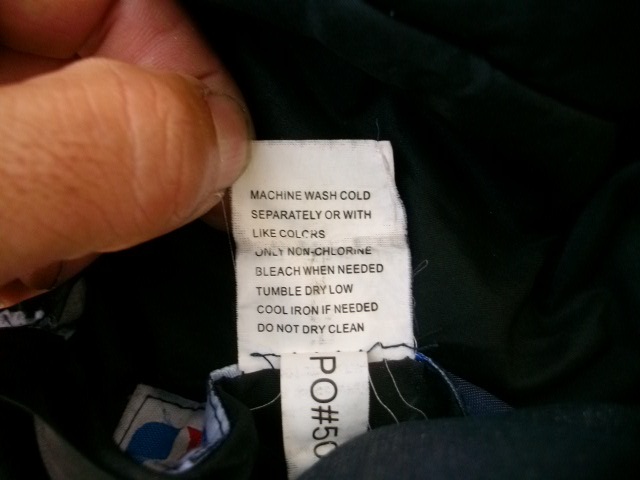 MACHINE WASH COLD
SEPARATELY OR WITH
LIKE COLORS
ONLY NON-CHLORINE
BLEACH WHEN NEEDED
TUMBLE DRY LOW
COOL IRON IF NEEDED
DO NOT DRY CLEAN
PO#50